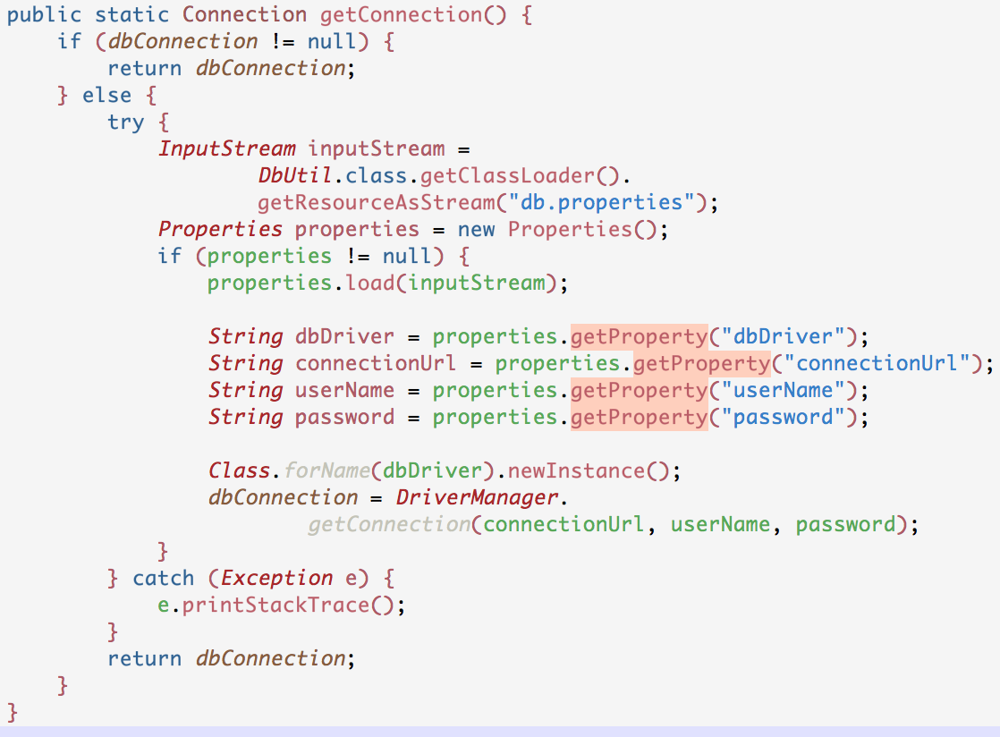 public static Connection getConnection() {
    if (dbConnection != null) {
        return dbConnection;
    } else {
        try {
            InputStream inputStream =
                    DbUtil.class.getClassLoader().
                    getResourceAsStream("db.properties");
            Properties properties = new Properties();
            if (properties != null) {
                properties.load(inputStream);

                String dbDriver = properties.getProperty("dbDriver");
                String connectionUrl = properties.getProperty("connectionUrl");
                String userName = properties.getProperty("userName");
                String password = properties.getProperty("password");

                Class.forName(dbDriver).newInstance();
                dbConnection = DriverManager.
                        getConnection(connectionUrl, userName, password);
            }
        } catch (Exception e) {
            e.printStackTrace();
        }
        return dbConnection;
    }
}